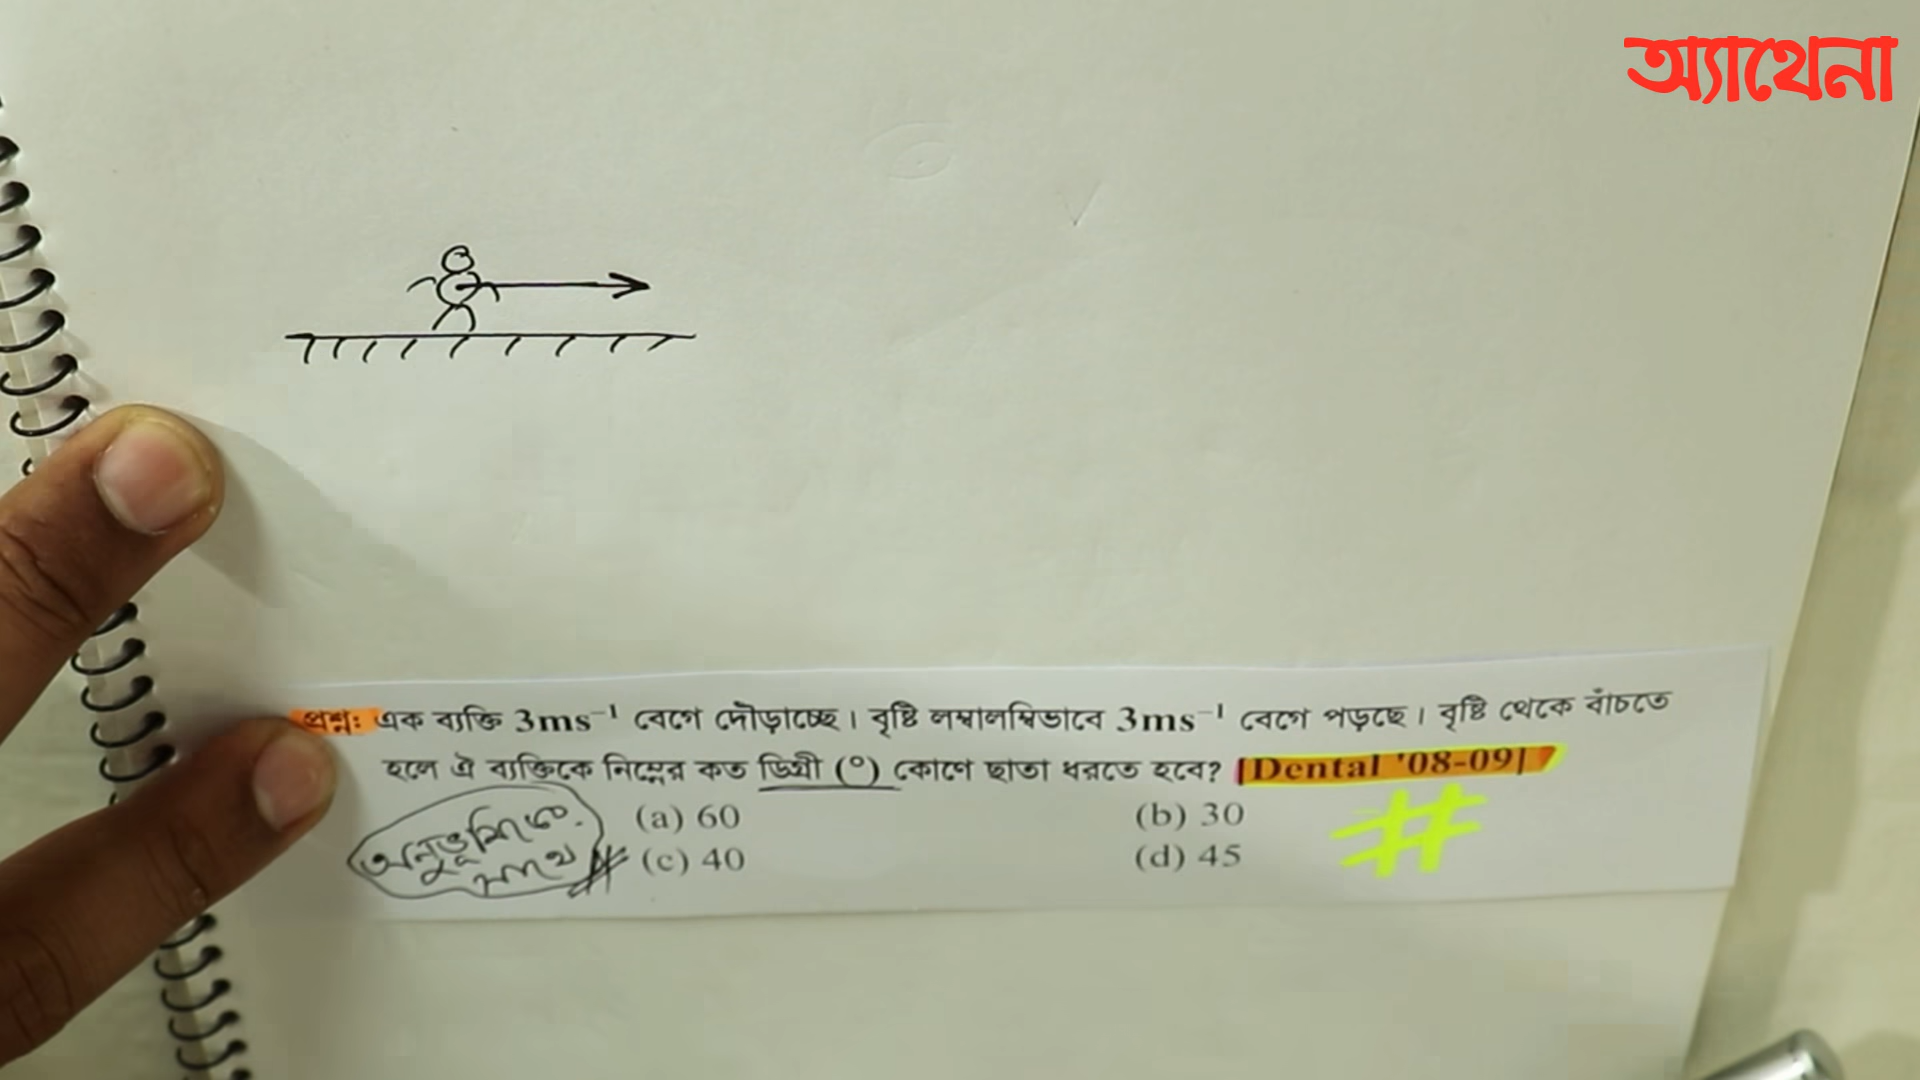 অ্যাথেনা
প্রশ্ন: এক ব্যক্তি 3ms⁻¹ বেগে দৌড়াচ্ছে। বৃষ্টি লম্বালম্বিভাবে 3ms⁻¹ বেগে পড়ছে। বৃষ্টি থেকে বাঁচতে
হলে ঐ ব্যক্তিকে নিম্নের কত ডিগ্রী (°) কোণে ছাতা ধরতে হবে? [Dental '08-09]
(a) 60 (b) 30
অনুভূমিকের
সাথে
(c) 40 (d) 45
#